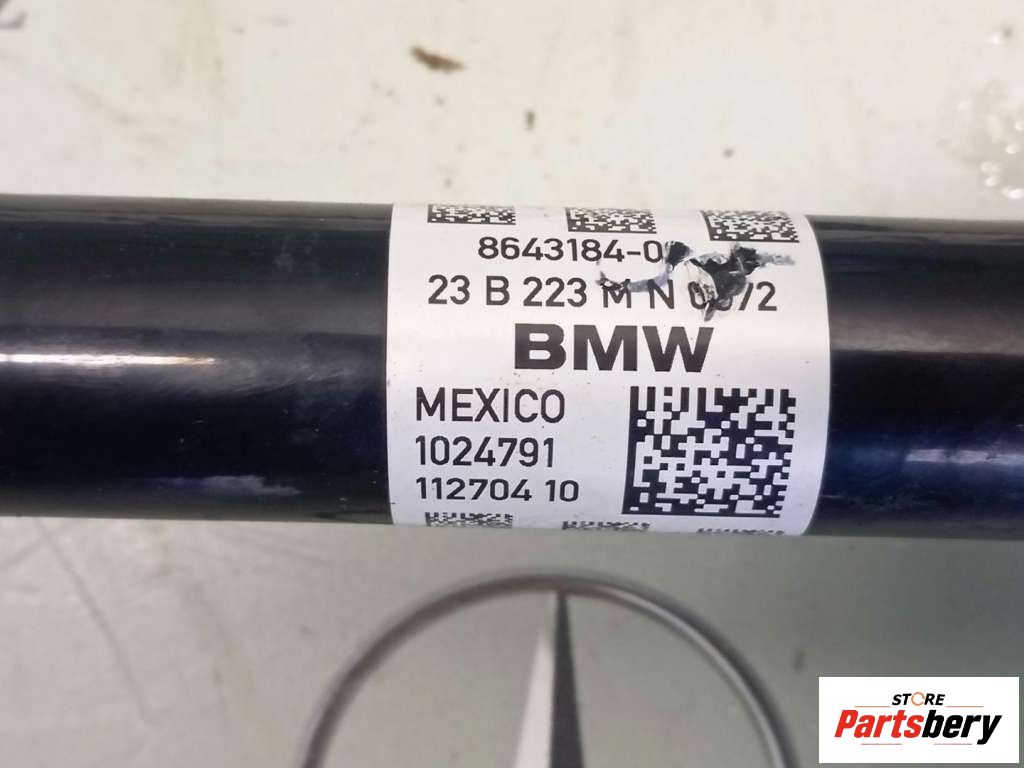 8643184-0
23 B 223 M N
BMW
MEXICO
1024791
112704 10
STORE
Partsbery